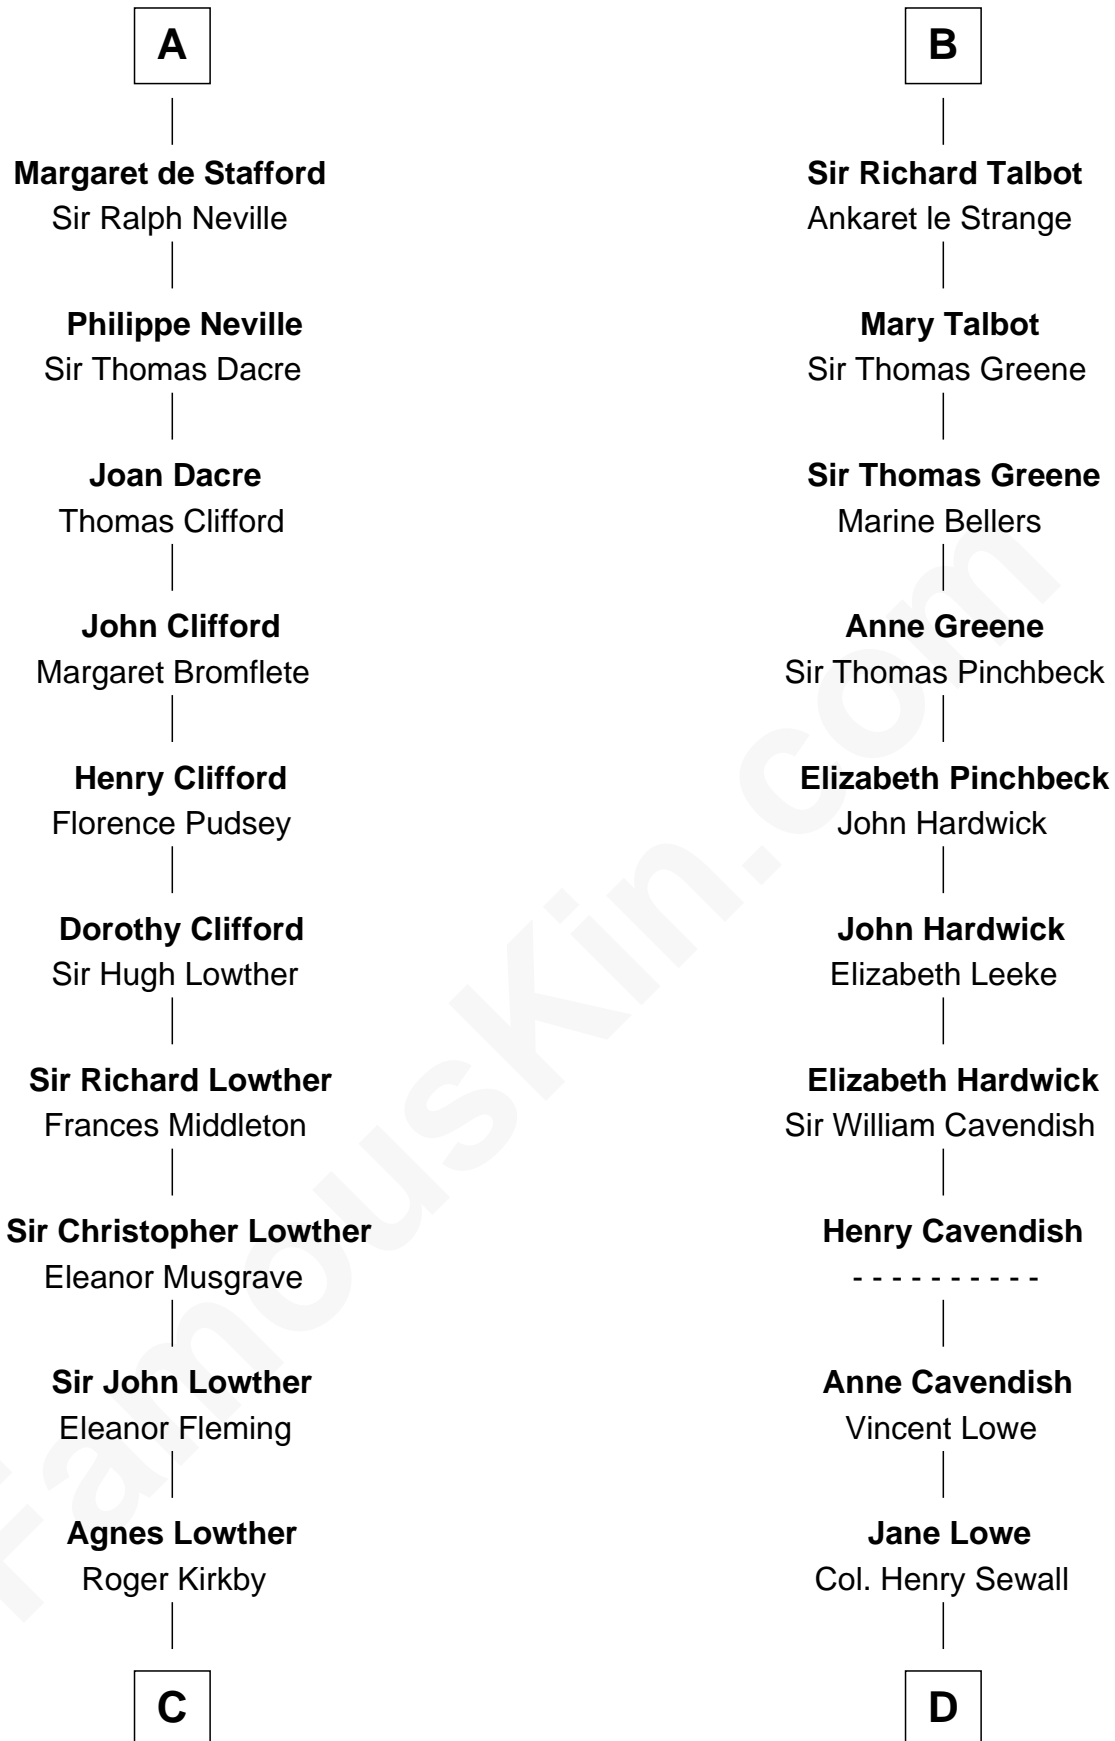 A
Margaret de Stafford
Sir Ralph Neville
Philippe Neville
Sir Thomas Dacre
Joan Dacre
Thomas Clifford
John Clifford
Margaret Bromflete
Henry Clifford
Florence Pudsey
Dorothy Clifford
Sir Hugh Lowther
Sir Richard Lowther
Frances Middleton
Sir Christopher Lowther
Eleanor Musgrave
Sir John Lowther
Eleanor Fleming
Agnes Lowther
Roger Kirkby
C
B
Sir Richard Talbot
Ankaret le Strange
Mary Talbot
Sir Thomas Greene
Sir Thomas Greene
Marine Bellers
Anne Greene
Sir Thomas Pinchbeck
Elizabeth Pinchbeck
John Hardwick
John Hardwick
Elizabeth Leeke
Elizabeth Hardwick
Sir William Cavendish
Henry Cavendish
- - - - - - - - - -
Anne Cavendish
Vincent Lowe
Jane Lowe
Col. Henry Sewall
D
FamousKin.com